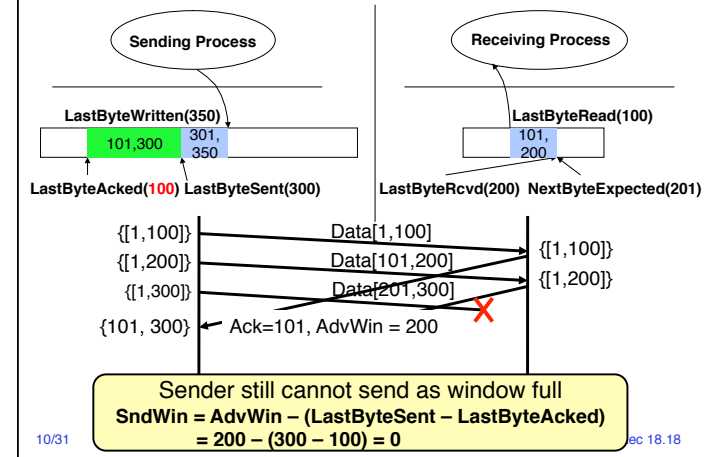 Sending Process
Receiving Process
LastByteWritten(350)
LastByteRead(100)
101,300
301,
350
101,
200
LastByteAcked(100) LastByteSent(300)
LastByteRcvd(200) NextByteExpected(201)
{[1,100]}
Data[1,100]
{[1,100]}
{[1,200]}
Data[101,200]
{[1,200]}
{[1,300]}
Data[201,300]
{101, 300}
Ack=101, AdvWin = 200
Sender still cannot send as window full
SndWin = AdvWin – (LastByteSent – LastByteAcked)
= 200 – (300 – 100) = 0
10/31
ec 18.18